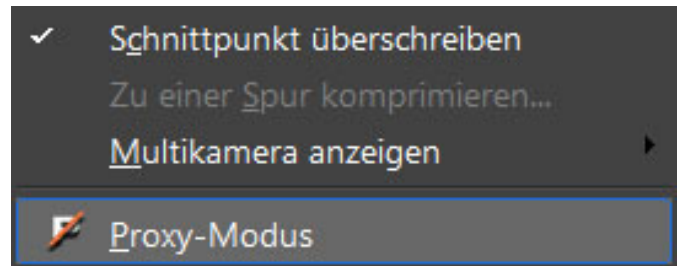 Schnittpunkt überschreiben
Zu einer Spur komprimieren...
Multikamera anzeigen
Proxy-Modus